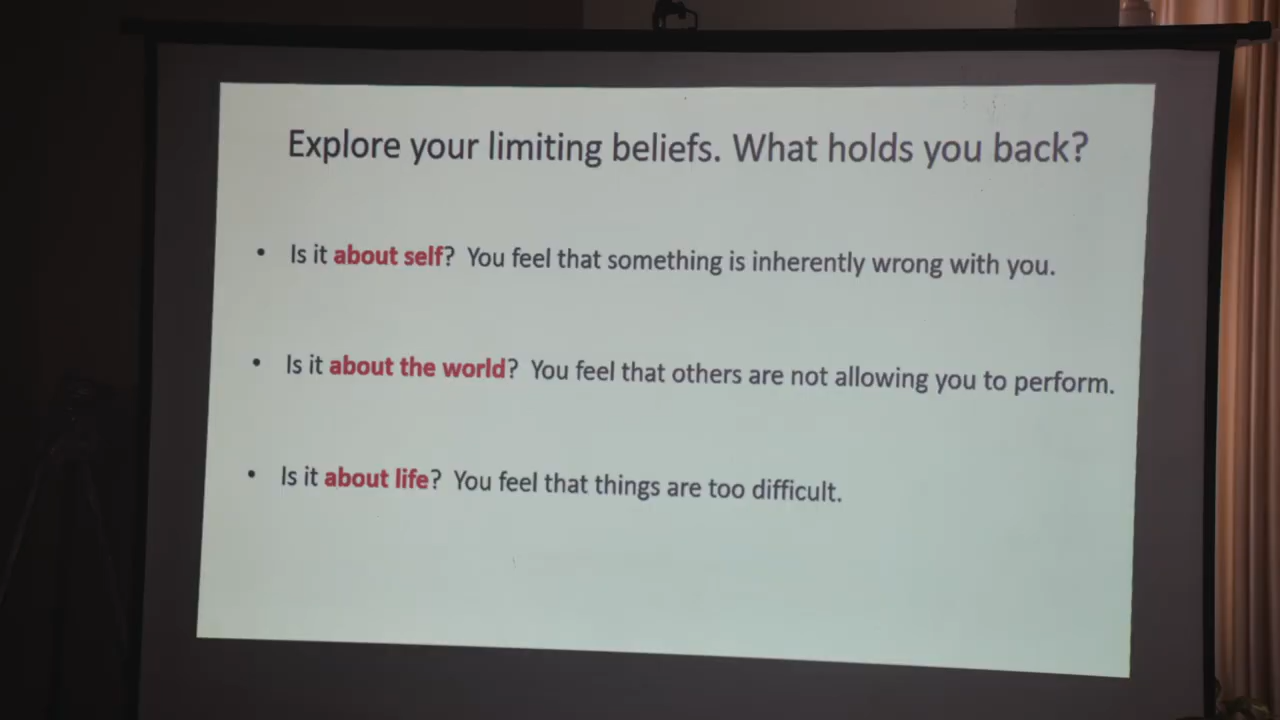 Explore your limiting beliefs. What holds you back?
• Is it about self? You feel that something is inherently wrong with you.
• Is it about the world? You feel that others are not allowing you to perform.
• Is it about life? You feel that things are too difficult.